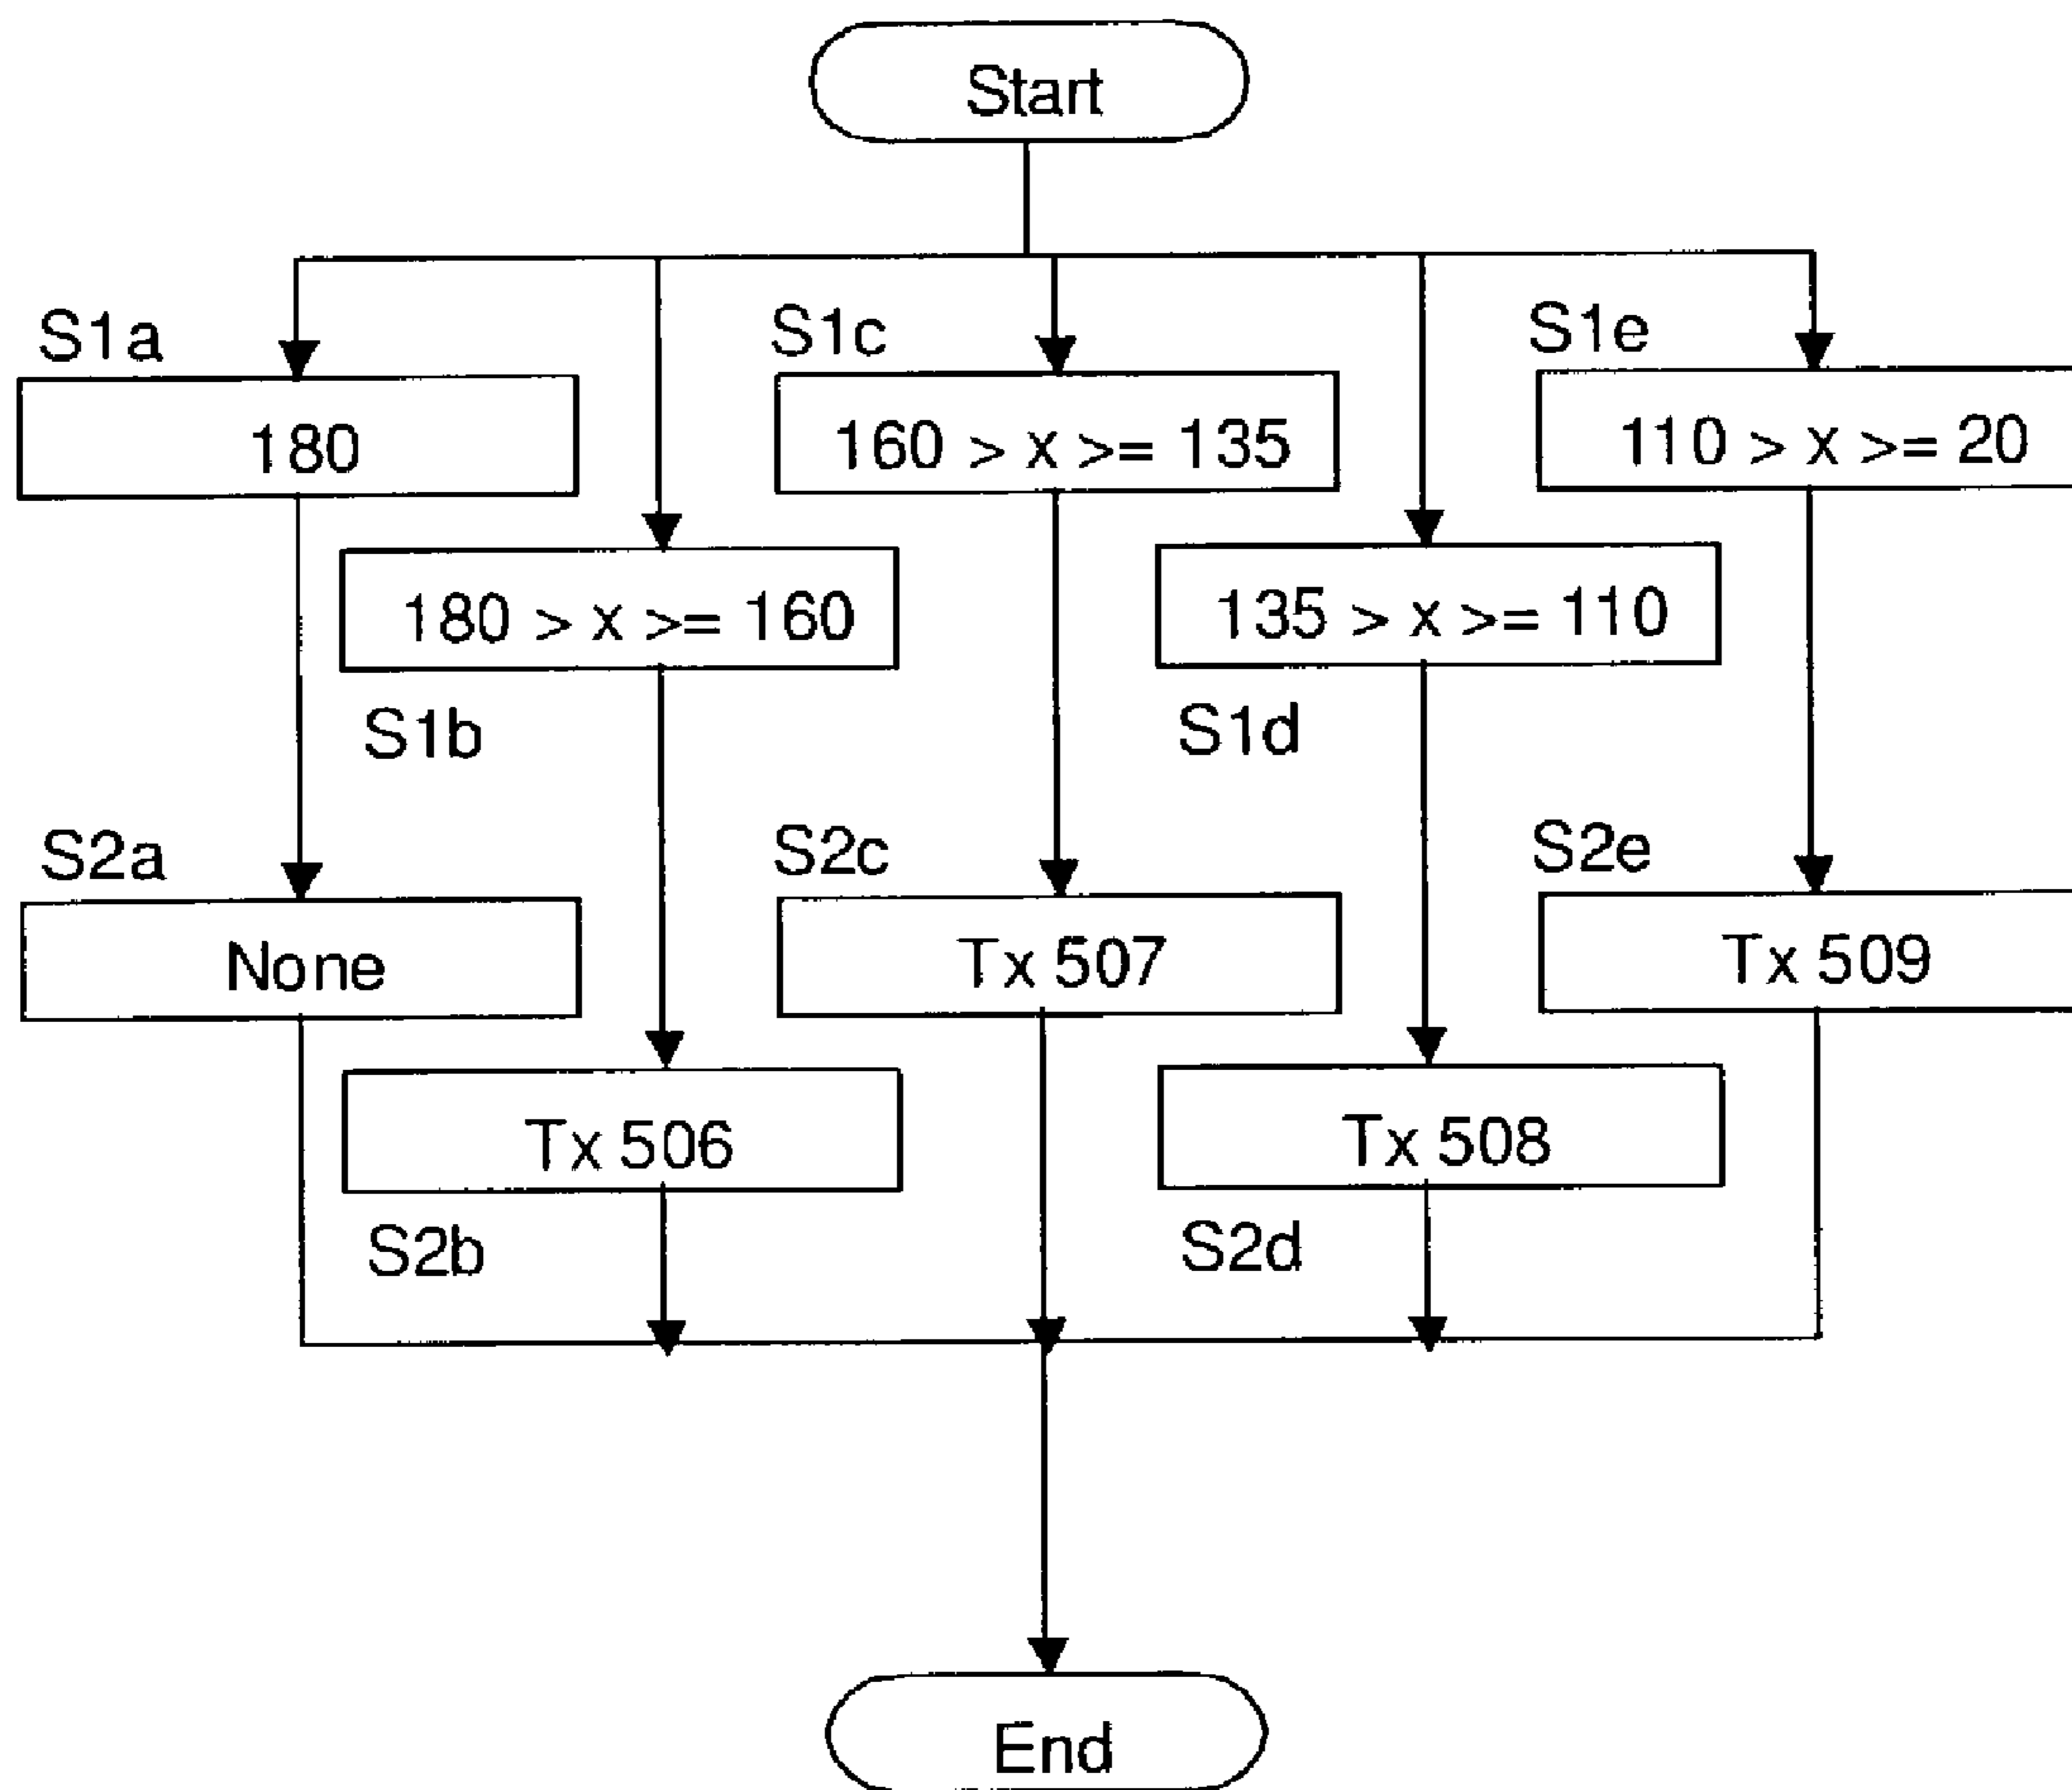 Start
S1a
S1c
S1e
180
160 > x >= 135
110 > x >= 20
180 > x >= 160
135 > x >= 110
S1b
S1d
S2a
S2c
S2e
None
Tx 507
Tx 509
Tx 506
Tx 508
S2b
S2d
End